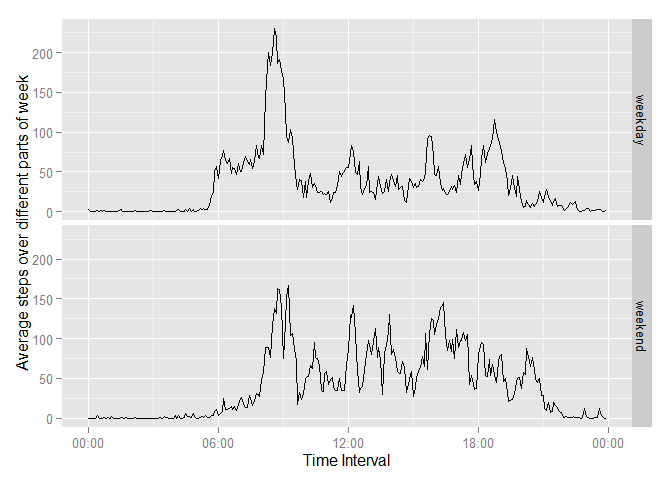 Average steps over different parts of week
200
150
100
50
0
weekday
200
150
100
50
0
weekend
00:00 06:00 12:00 18:00 00:00
Time Interval